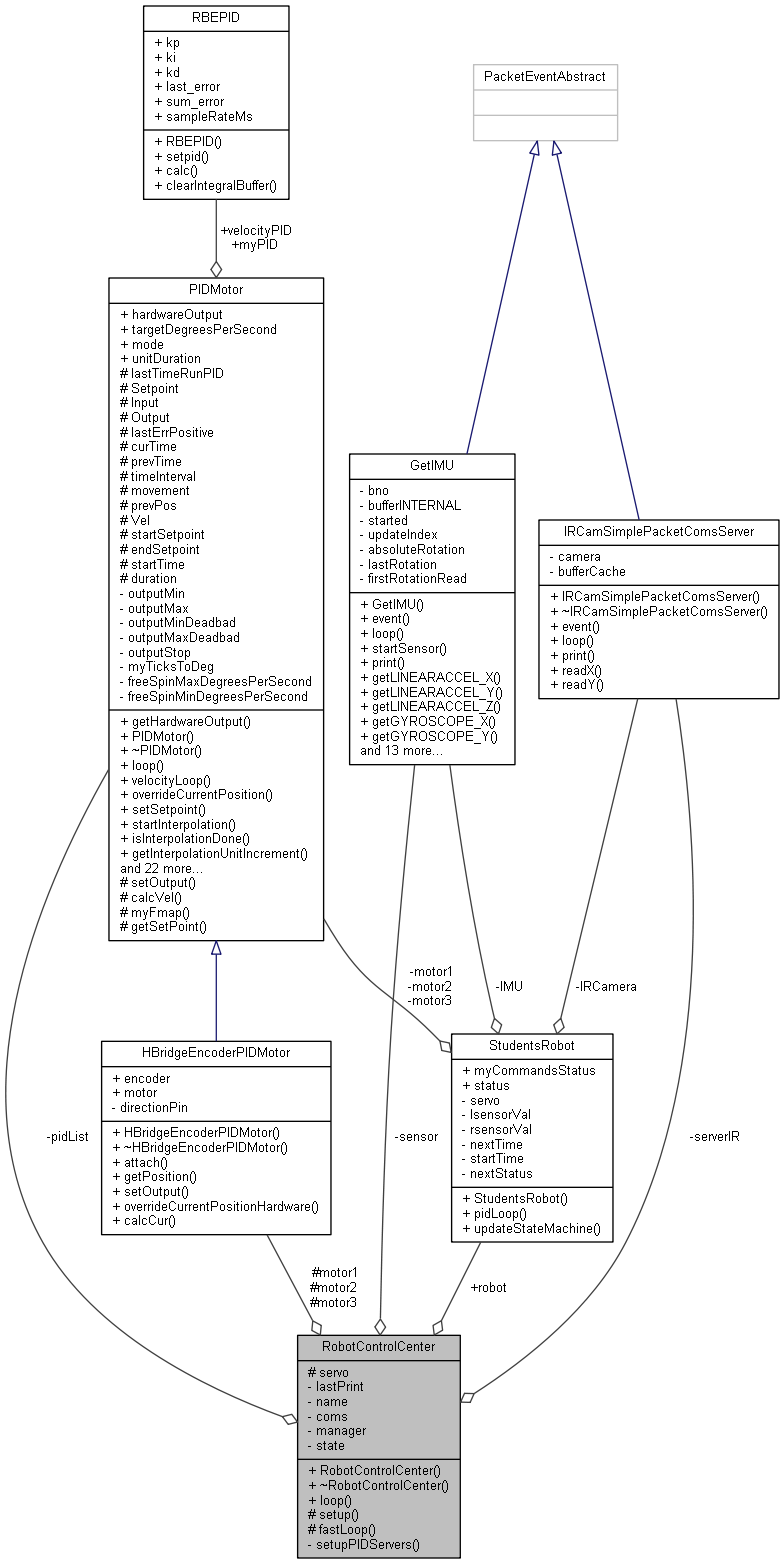 RBEPID
+ kp
+ ki
+ kd
+ last_error
+ sum_error
+ sampleRateMs
+ RBEPID()
+ setpid()
+ calc()
+ clearIntegralBuffer()
PacketEventAbstract
+velocityPID
+myPID
PIDMotor
+ hardwareOutput
+ targetDegreesPerSecond
+ mode
+ unitDuration
# lastTimeRunPID
# Setpoint
# Input
# Output
# lastErrPositive
# curTime
# prevTime
# timeInterval
# movement
# prevPos
# Vel
# startSetpoint
# endSetpoint
# startTime
# duration
- outputMin
- outputMax
- outputMinDeadbad
- outputMaxDeadbad
- outputStop
- myTicksToDeg
- freeSpinMaxDegreesPerSecond
- freeSpinMinDegreesPerSecond
+ getHardwareOutput()
+ PIDMotor()
+ ~PIDMotor()
+ loop()
+ velocityLoop()
+ overrideCurrentPosition()
+ setSetpoint()
+ startInterpolation()
+ isInterpolationDone()
+ getInterpolationUnitIncrement()
and 22 more...
# setOutput()
# calcVel()
# myFmap()
# getSetPoint()
GetIMU
- bno
- bufferINTERNAL
- started
- updateIndex
- absoluteRotation
- lastRotation
- firstRotationRead
+ GetIMU()
+ event()
+ loop()
+ startSensor()
+ print()
+ getLINEARACCEL_X()
+ getLINEARACCEL_Y()
+ getLINEARACCEL_Z()
+ getGYROSCOPE_X()
+ getGYROSCOPE_Y()
and 13 more...
IRCamSimplePacketComsServer
- camera
- bufferCache
+ IRCamSimplePacketComsServer()
+ ~IRCamSimplePacketComsServer()
+ event()
+ loop()
+ print()
+ readX()
+ readY()
-motor1
-motor2
-motor3
-IMU
-IRCamera
HBridgeEncoderPIDMotor
+ encoder
+ motor
- directionPin
+ HBridgeEncoderPIDMotor()
+ ~HBridgeEncoderPIDMotor()
+ attach()
+ getPosition()
+ setOutput()
+ overrideCurrentPositionHardware()
+ calcCur()
StudentsRobot
+ myCommandsStatus
+ status
- servo
- lsensorVal
- rsensorVal
- nextTime
- startTime
- nextStatus
+ StudentsRobot()
+ pidLoop()
+ updateStateMachine()
-pidList
-sensor
-serverIR
#motor1
#motor2
#motor3
+robot
RobotControlCenter
# servo
- lastPrint
- name
- coms
- manager
- state
+ RobotControlCenter()
+ ~RobotControlCenter()
+ loop()
# setup()
# fastLoop()
- setupPIDServers()